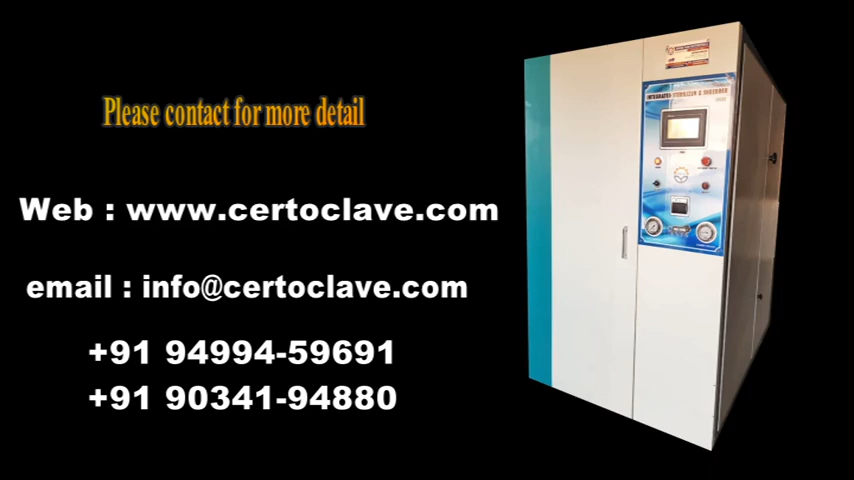 Please contact for more detail
Web : www.certoclave.com
email : info@certoclave.com
+91 94994-59691
+91 90341-94880
INTEGRATED STERILIZER & SHREDDER